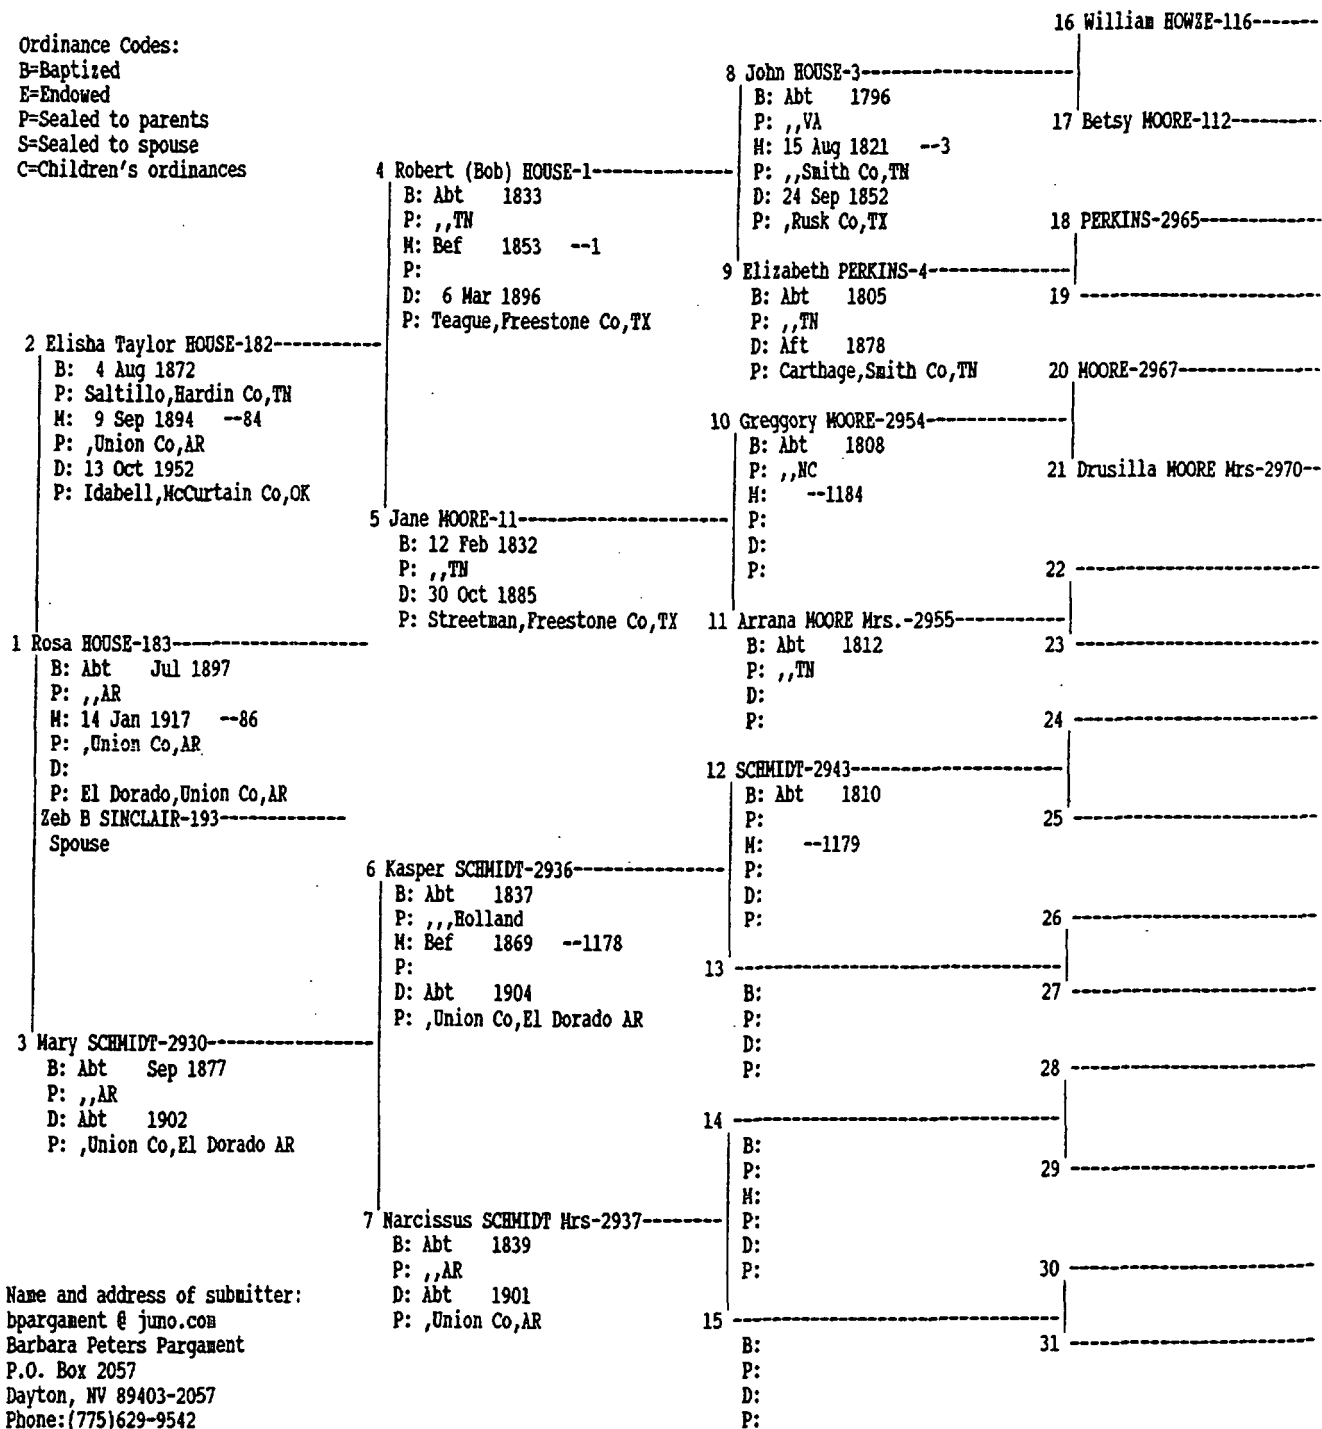 Ordinance Codes:
B=Baptized
E=Endowed
P=Sealed to parents
S=Sealed to spouse
C=Children's ordinances
2 Elisha Taylor HOUSE-182-----------
B: 4 Aug 1872
P: Saltillo,Hardin Co,TN
M: 9 Sep 1894 --84
P: ,Union Co,AR
D: 13 Oct 1952
P: Idabell,McCurtain Co,OK
1 Rosa HOUSE-183--------------------
B: Abt Jul 1897
P: ,,AR
M: 14 Jan 1917 --86
P: ,Union Co,AR
D:
P: El Dorado,Union Co,AR
Zeb B SINCLAIR-193-------------
Spouse
3 Mary SCHMIDT-2930-----------------
B: Abt Sep 1877
P: ,,AR
D: Abt 1902
P: ,Union Co,El Dorado AR
Name and address of submitter:
bpargament @ juno.com
Barbara Peters Pargament
P.O. Box 2057
Dayton, NV 89403-2057
Phone:(775)629-9542
4 Robert (Bob) HOUSE-1--------------
B: Abt 1833
P: ,,TN
M: Bef 1853 --1
P:
D: 6 Mar 1896
P: Teague,Freestone Co,TX
5 Jane MOORE-11---------------------
B: 12 Feb 1832
P: ,,TN
D: 30 Oct 1885
P: Streetman,Freestone Co,TX
6 Kasper SCHMIDT-2936---------------
B: Abt 1837
P: ,,,Holland
M: Bef 1869 --1178
P:
D: Abt 1904
P: ,Union Co,El Dorado AR
7 Narcissus SCHMIDT Mrs-2937--------
B: Abt 1839
P: ,,AR
D: Abt 1901
P: ,Union Co,AR
8 John HOUSE-3---------------------
B: Abt 1796
P: ,,VA
M: 15 Aug 1821 --3
P: ,,Smith Co,TN
D: 24 Sep 1852
P: ,Rusk Co,TX
9 Elizabeth PERKINS-4--------------
B: Abt 1805
P: ,,TN
D: Aft 1878
P: Carthage,Smith Co,TN
10 Greggory MOORE-2954--------------
B: Abt 1808
P: ,,NC
M: --1184
P:
D:
P:
11 Arrana MOORE Mrs.-2955-----------
B: Abt 1812
P: ,,TN
D:
P:
12 SCHMIDT-2943---------------------
B: Abt 1810
P:
M: --1179
P:
D:
P:
13 ---------------------------------
B:
P:
D:
P:
14 ---------------------------------
B:
P:
M:
P:
D:
P:
15 ---------------------------------
B:
P:
D:
P:
16 William HOWZE-116-------
17 Betsy MOORE-112---------
18 PERKINS-2965------------
19 ------------------------
20 MOORE-2967--------------
21 Drusilla MOORE Mrs-2970--
22 ------------------------
23 ------------------------
24 ------------------------
25 ------------------------
26 ------------------------
27 ------------------------
28 ------------------------
29 ------------------------
30 ------------------------
31 ------------------------